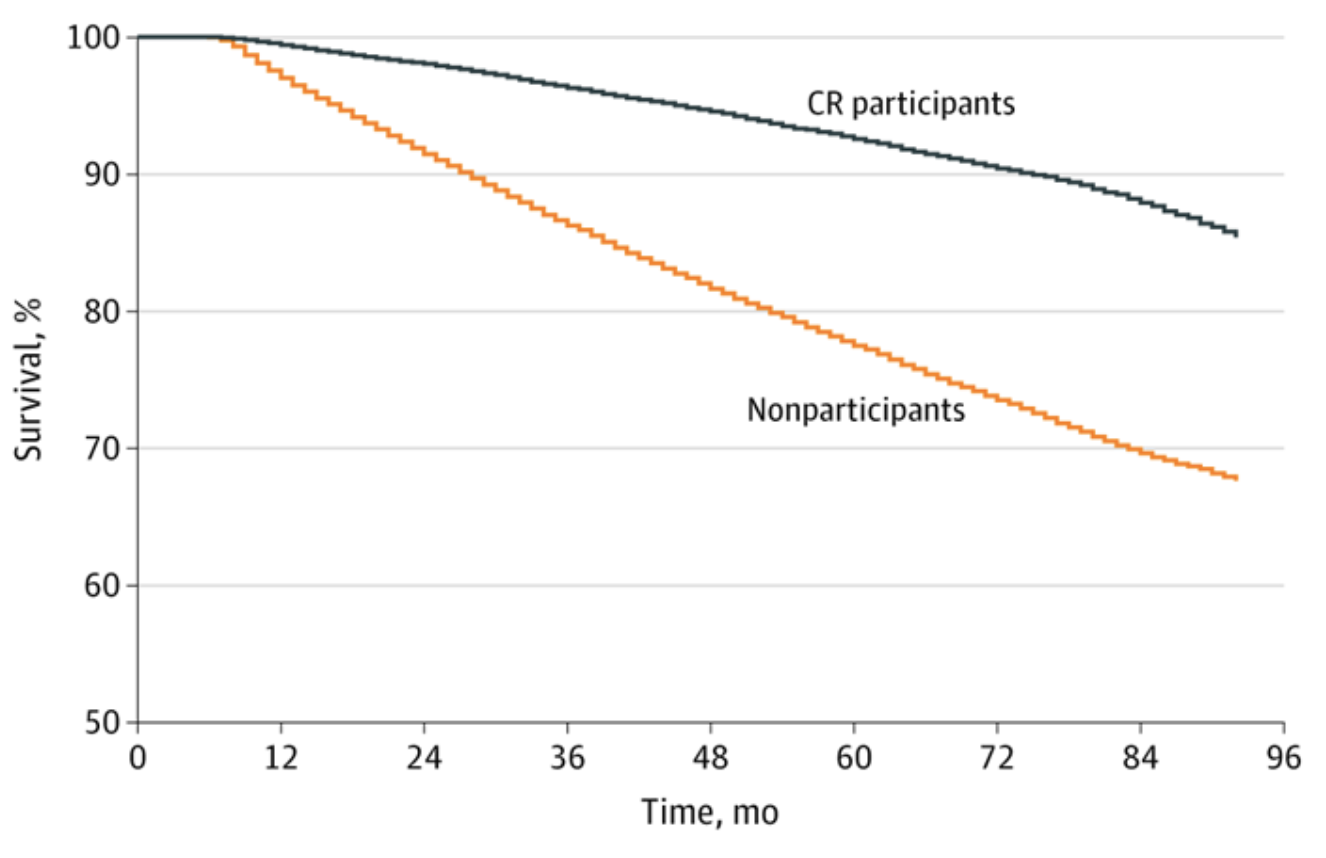 100
90
80
70
60
50
Survival, %
CR participants
Nonparticipants
0 12 24 36 48 60 72 84 96
Time, mo